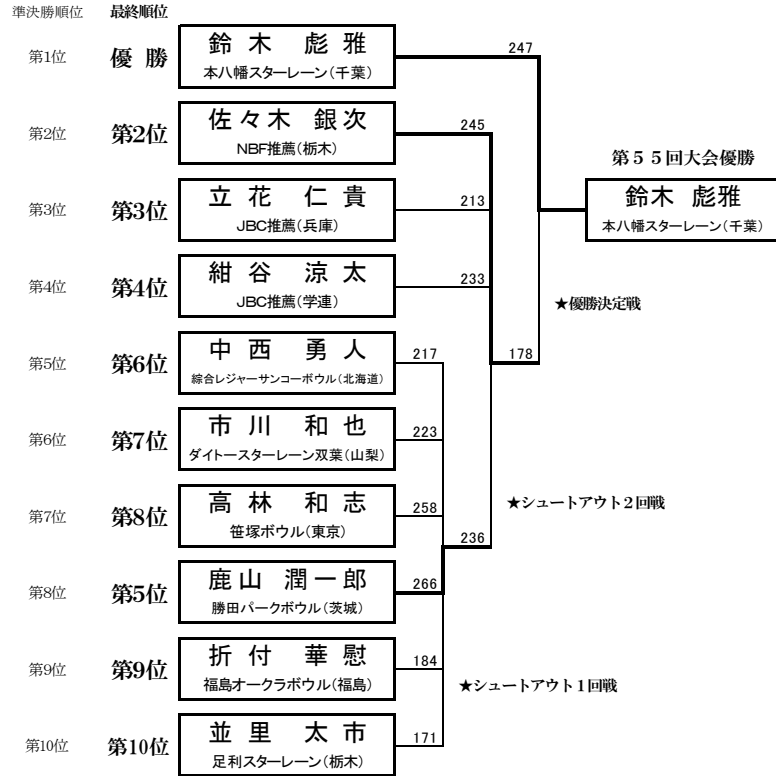 準決勝順位 最終順位
第1位 優 勝 鈴 木 彪 雅 247
本八幡スターレーン(千葉)
第2位 第2位 佐々木 銀次 245
NBF推薦(栃木)
第55回大会優勝
第3位 第3位 立 花 仁 貴 213 鈴木 彪雅
JBC推薦(兵庫) 本八幡スターレーン(千葉)
第4位 第4位 紺 谷 涼 太 233
JBC推薦(学連)
★優勝決定戦
第5位 第6位 中 西 勇 人 217 178
綜合レジャーサンコーボウル(北海道)
第6位 第7位 市 川 和 也 223
ダイトースターレーン双葉(山梨)
第7位 第8位 高 林 和 志 258 ★シュートアウト2回戦
笹塚ボウル(東京) 236
第8位 第5位 鹿山 潤一郎 266
勝田パークボウル(茨城)
第9位 第9位 折 付 華 慰 184
福島オークラボウル(福島) ★シュートアウト1回戦
第10位 第10位 並 里 太 市 171
足利スターレーン(栃木)